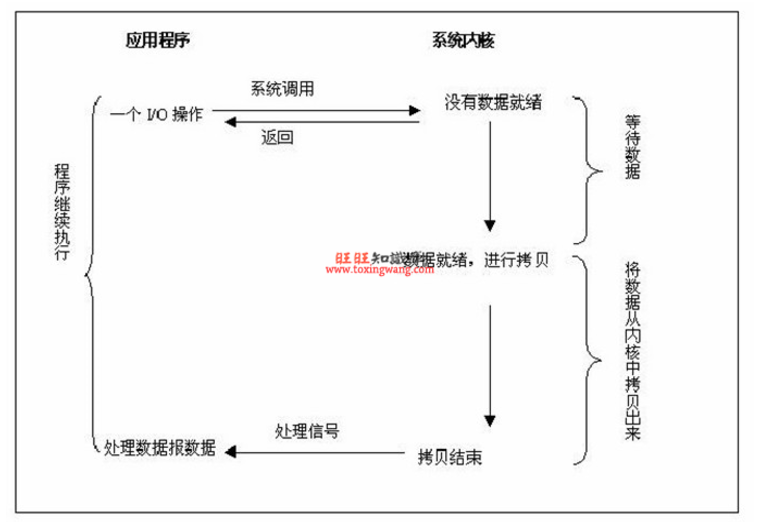 应用程序
系统内核
系统调用
一个 I/O 操作
没有数据就绪
返回
等待数据
程序继续执行
旺旺知识库
数据就绪，进行拷贝
www.toxingwang.com
将数据从内核中拷贝出来
处理信号
处理数据报数据
拷贝结束